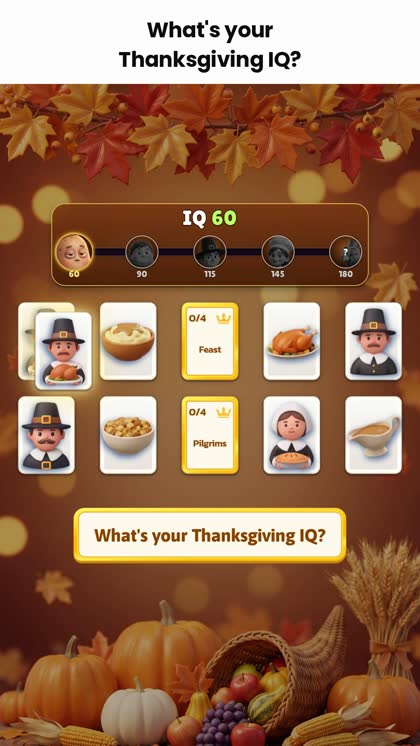 What's your
Thanksgiving IQ?
IQ 60
60
90
115
145
?
180
0/4
Feast
0/4
Pilgrims
What's your Thanksgiving IQ?